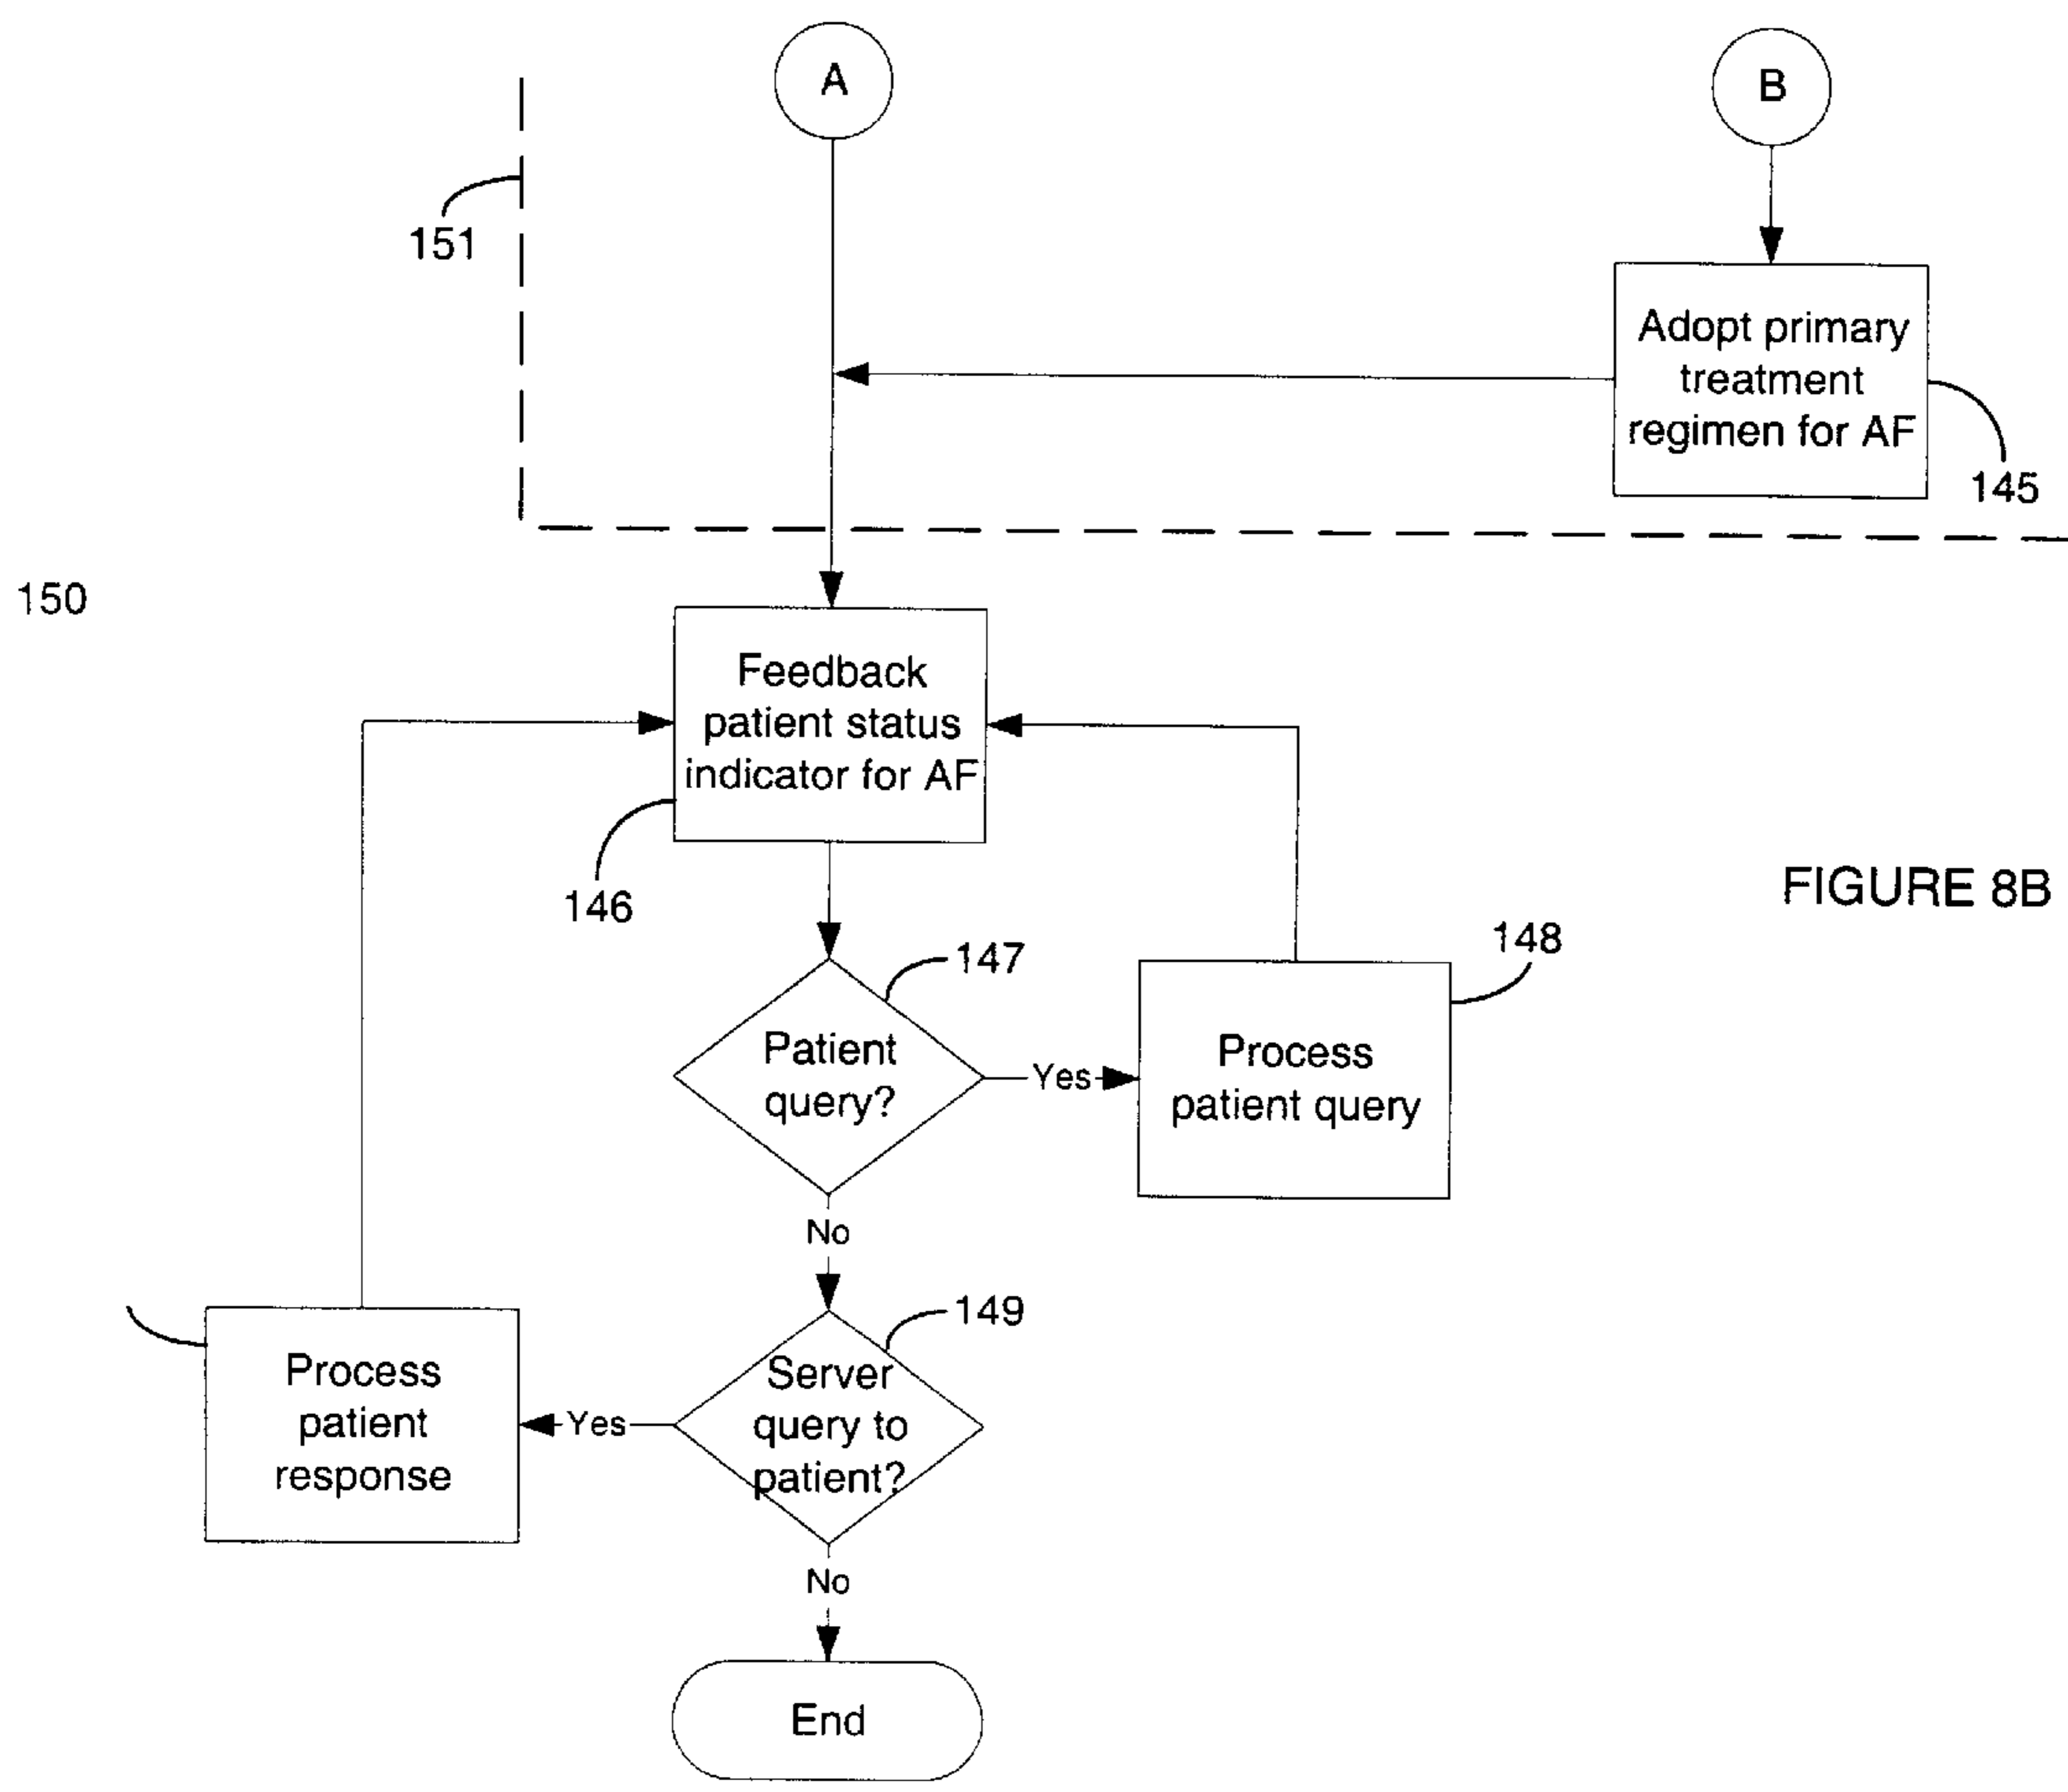 A
B
151
Adopt primary
treatment
regimen for AF
145
150
Feedback
patient status
indicator for AF
146
FIGURE 8B
147
148
Patient
query?
Yes
Process
patient query
No
149
Server
query to
patient?
Yes
Process
patient
response
No
End